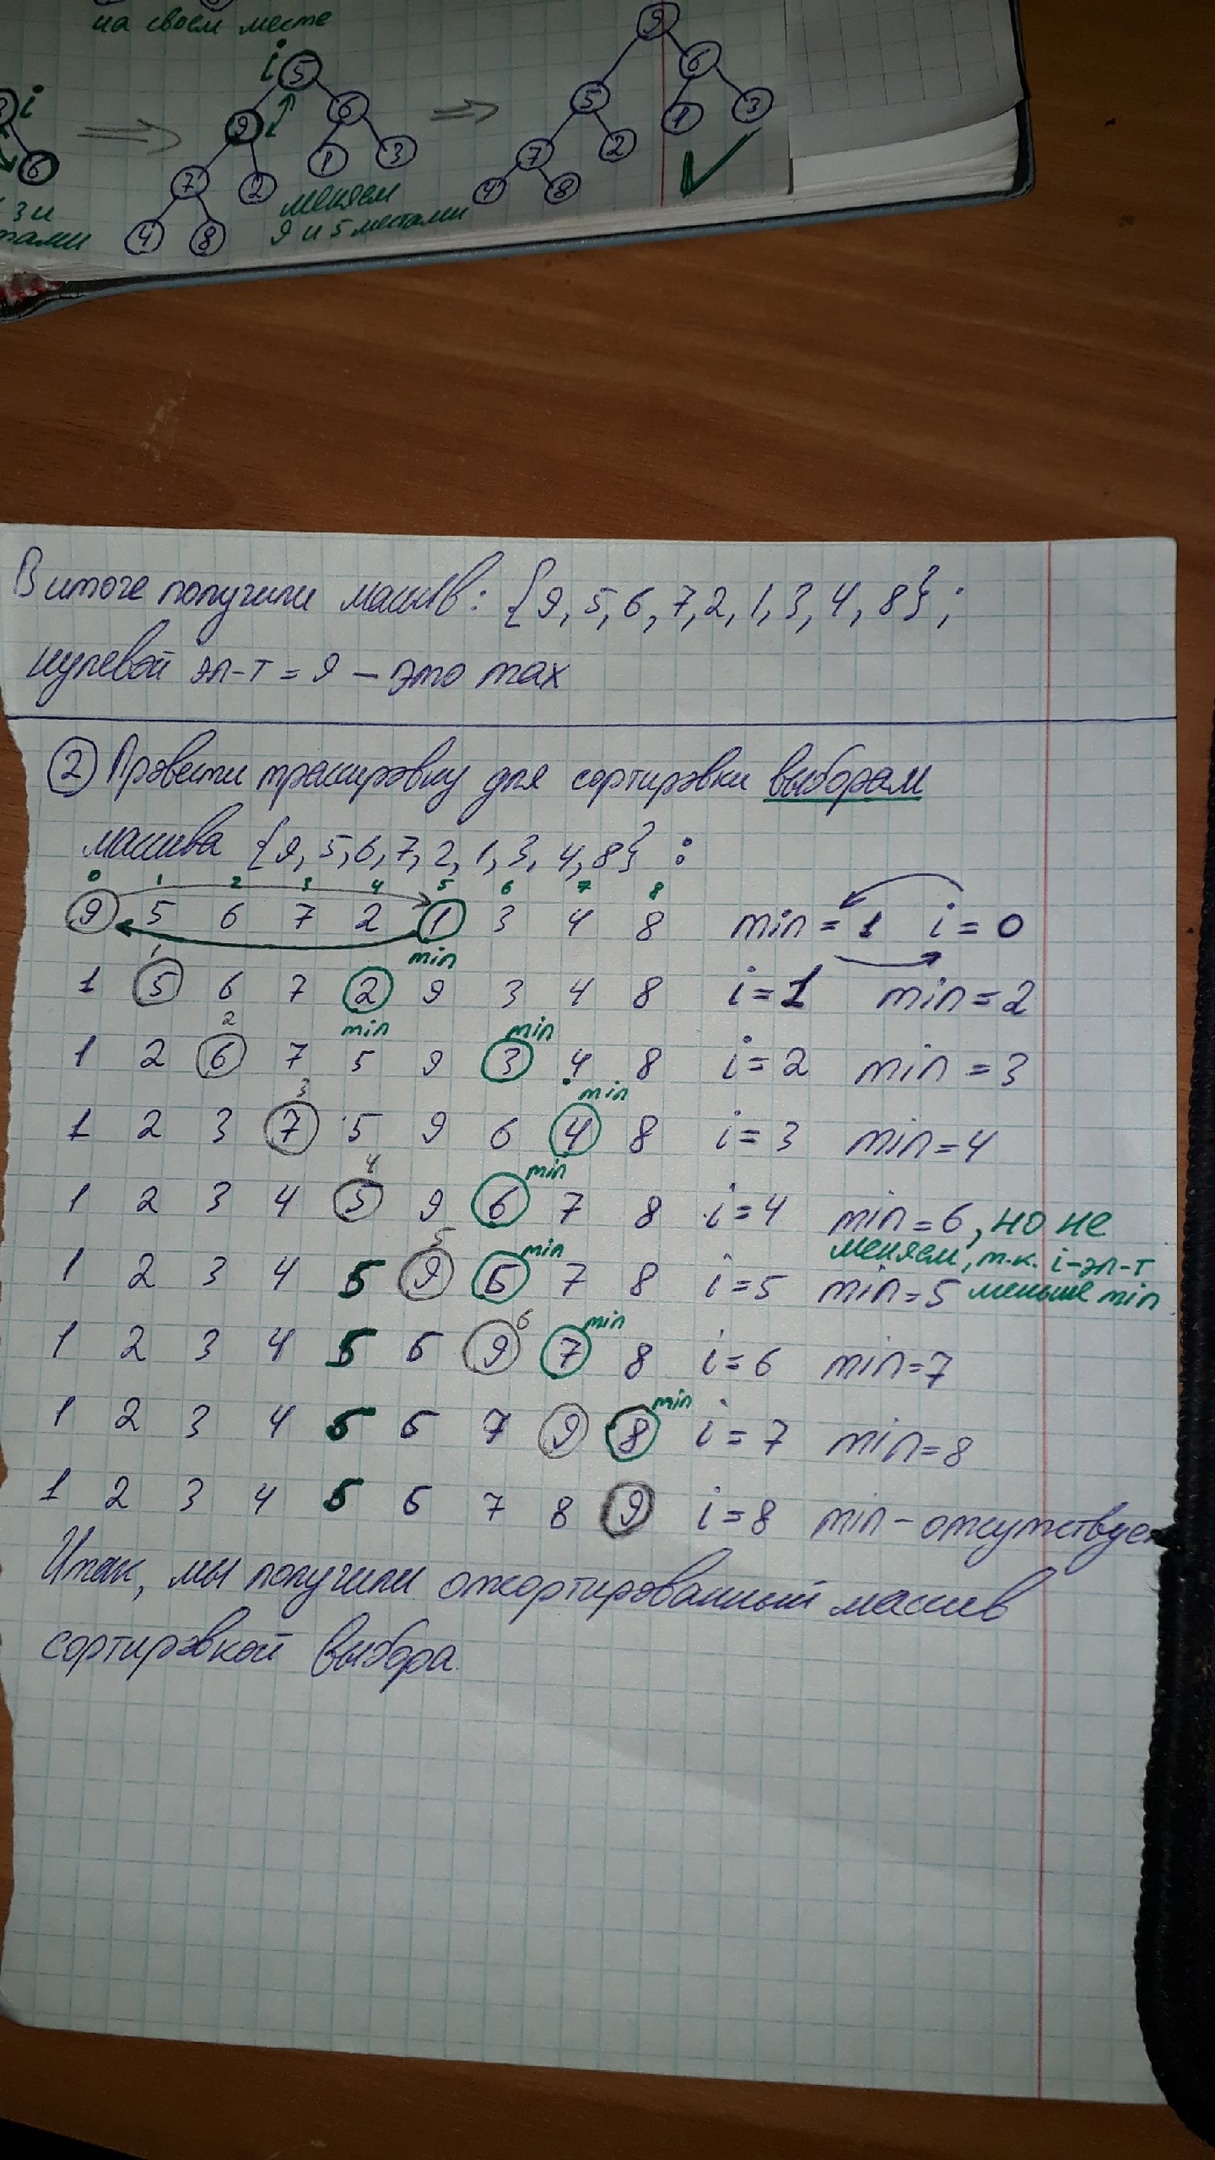 на своем месте
i 5
9 6
7 2 1 3
4 8
меняем
9 и 5 местами
i
6
3 и
9
5 6
7 2 1 3
4 8
В итоге получили массив: {9, 5, 6, 7, 2, 1, 3, 4, 8};
нулевой эл-т = 9 – это max
2 Провести трассировку для сортировки выбором
массива {9, 5, 6, 7, 2, 1, 3, 4, 8} :
0 1 2 3 4 5 6 7 8
9 5 6 7 2 1 3 4 8 min = 1 i = 0
min
1
1 5 6 7 2 9 3 4 8 i = 1 min = 2
min
2 min
1 2 6 7 5 9 3 4 8 i = 2 min = 3
3 min
1 2 3 7 5 9 6 4 8 i = 3 min = 4
4 min
1 2 3 4 5 9 6 7 8 i = 4 min = 6, но не
меняем, т.к. i-эл-т
меньше min
5 min
1 2 3 4 5 9 6 7 8 i = 5 min = 5
6 min
1 2 3 4 5 6 9 7 8 i = 6 min = 7
min
1 2 3 4 5 6 7 9 8 i = 7 min = 8
1 2 3 4 5 6 7 8 9 i = 8 min – отсутствует
Итак, мы получили отсортированный массив
сортировкой выбора.